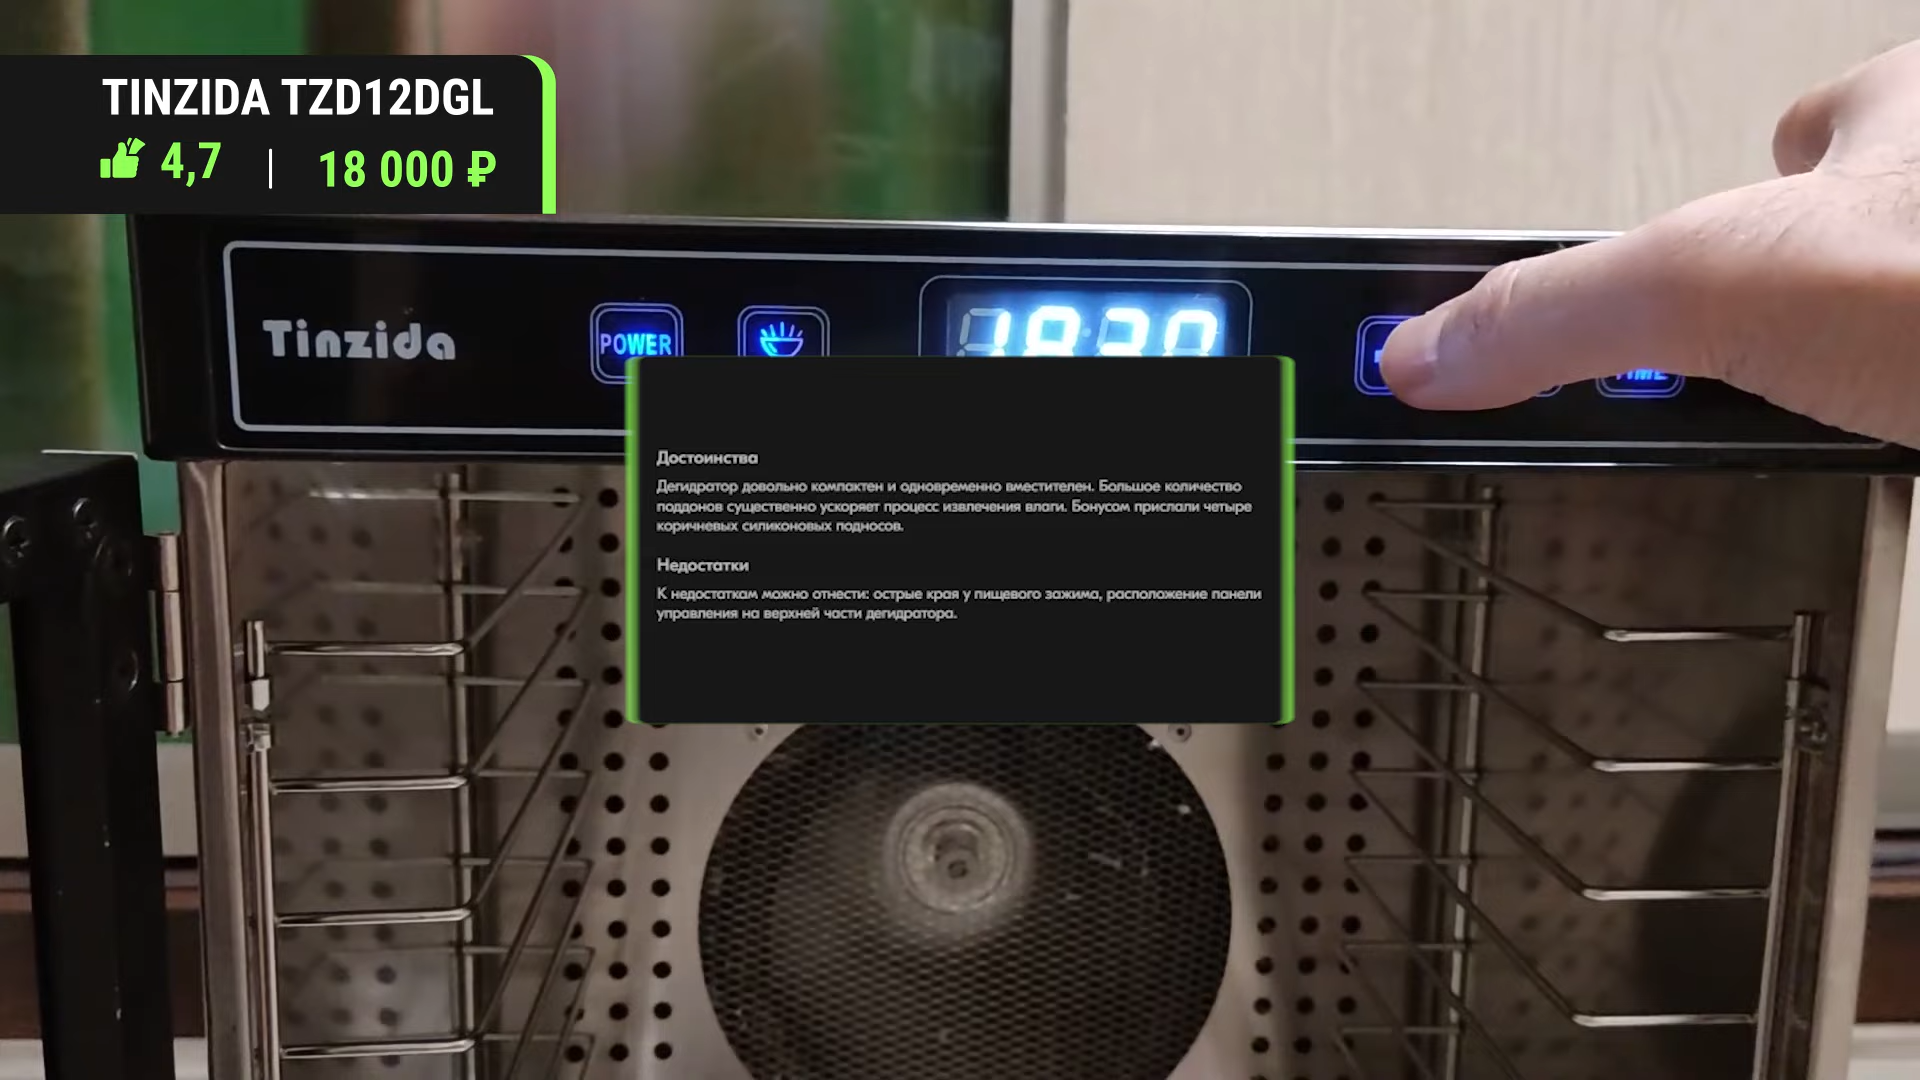 TINZIDA TZD12DGL
4,7 | 18 000 ₽
Tinzida
POWER
TIME
Достоинства
Дегидратор довольно компактен и одновременно вместителен. Большое количество
поддонов существенно ускоряет процесс извлечения влаги. Бонусом прислали четыре
коричневых силиконовых подносов.
Недостатки
К недостаткам можно отнести: острые края у пищевого зажима, расположение панели
управления на верхней части дегидратора.